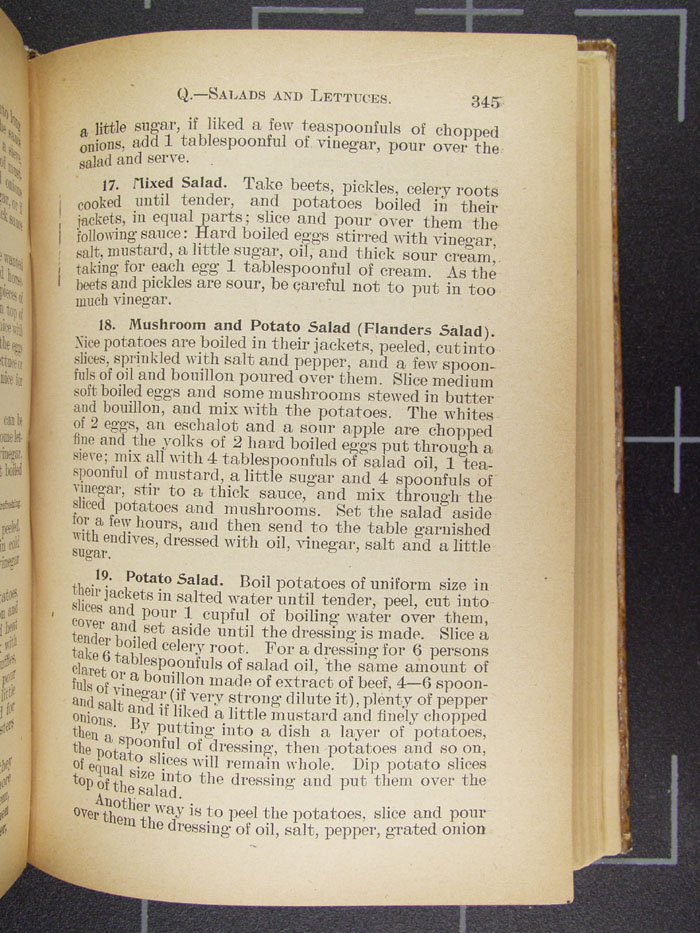 Q.—Salads and Lettuces. 345
a little sugar, if liked a few teaspoonfuls of chopped
onions, add 1 tablespoonful of vinegar, pour over the
salad and serve.
17. Mixed Salad. Take beets, pickles, celery roots
cooked until tender, and potatoes boiled in their
jackets, in equal parts; slice and pour over them the
following sauce: Hard boiled eggs stirred with vinegar,
salt, mustard, a little sugar, oil, and thick sour cream,
taking for each egg 1 tablespoonful of cream. As the
beets and pickles are sour, be careful not to put in too
much vinegar.
18. Mushroom and Potato Salad (Flanders Salad).
Nice potatoes are boiled in their jackets, peeled, cut into
slices, sprinkled with salt and pepper, and a few spoon-
fuls of oil and bouillon poured over them. Slice medium
soft boiled eggs and some mushrooms stewed in butter
and bouillon, and mix with the potatoes. The whites
of 2 eggs, an eschalot and a sour apple are chopped
fine and the yolks of 2 hard boiled eggs put through a
sieve; mix all with 4 tablespoonfuls of salad oil, 1 tea-
spoonful of mustard, a little sugar and 4 spoonfuls of
vinegar, stir to a thick sauce, and mix through the
sliced potatoes and mushrooms. Set the salad aside
for a few hours, and then send to the table garnished
with endives, dressed with oil, vinegar, salt and a little
sugar.
19. Potato Salad. Boil potatoes of uniform size in
their jackets in salted water until tender, peel, cut into
slices and pour 1 cupful of boiling water over them,
cover and set aside until the dressing is made. Slice a
tender boiled celery root. For a dressing for 6 persons
take 6 tablespoonfuls of salad oil, the same amount of
claret or a bouillon made of extract of beef, 4—6 spoon-
fuls of vinegar (if very strong dilute it), plenty of pepper
and salt and if liked a little mustard and finely chopped
onions. By putting into a dish a layer of potatoes,
then a spoonful of dressing, then potatoes and so on,
the potato slices will remain whole. Dip potato slices
of equal size into the dressing and put them over the
top of the salad.
Another way is to peel the potatoes, slice and pour
over them the dressing of oil, salt, pepper, grated onion